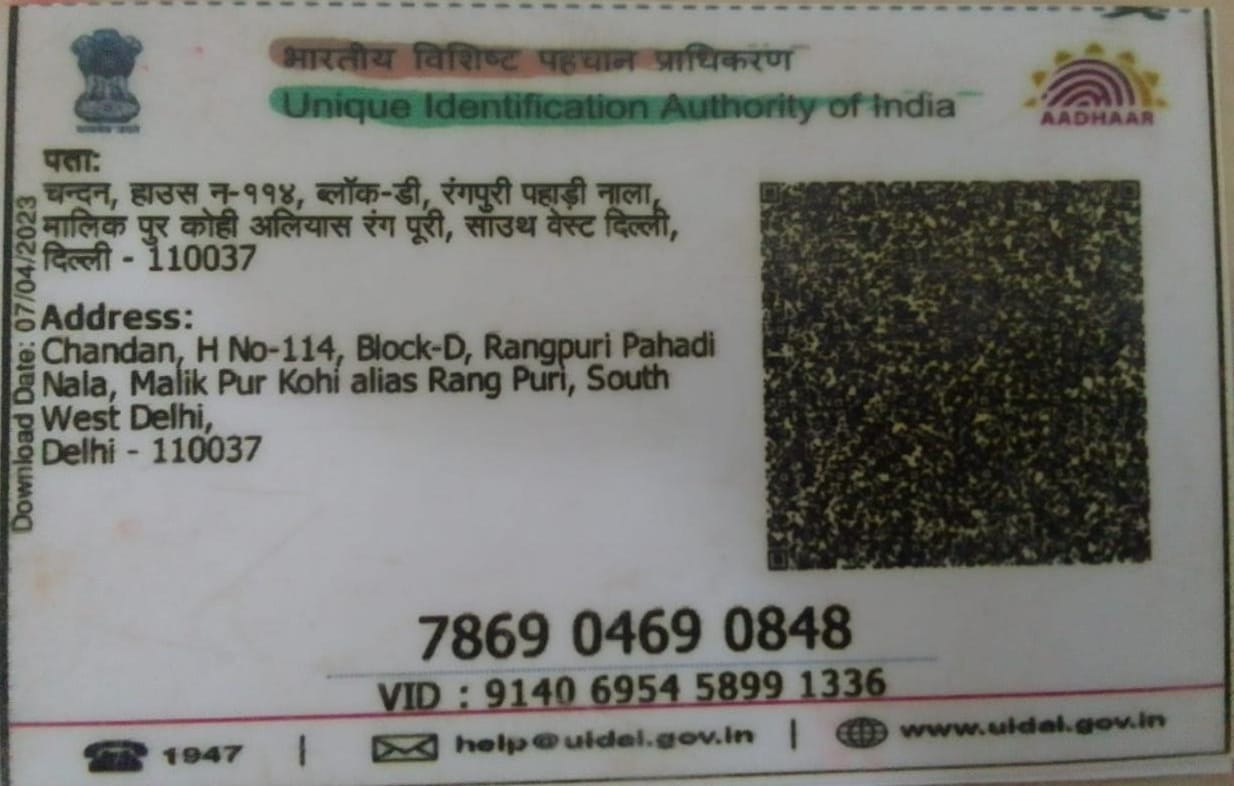 भारतीय विशिष्ट पहचान प्राधिकरण
Unique Identification Authority of India
AADHAAR
पता:
चन्दन, हाउस न-११४, ब्लॉक-डी, रंगपुरी पहाड़ी नाला,
मालिक पुर कोही अलियास रंग पूरी, साउथ वेस्ट दिल्ली,
दिल्ली - 110037
Address:
Chandan, H No-114, Block-D, Rangpuri Pahadi
Nala, Malik Pur Kohi alias Rang Puri, South
West Delhi,
Delhi - 110037
Download Date: 07/04/2023
7869 0469 0848
VID : 9140 6954 5899 1336
1947 | help@uidai.gov.in | www.uidai.gov.in